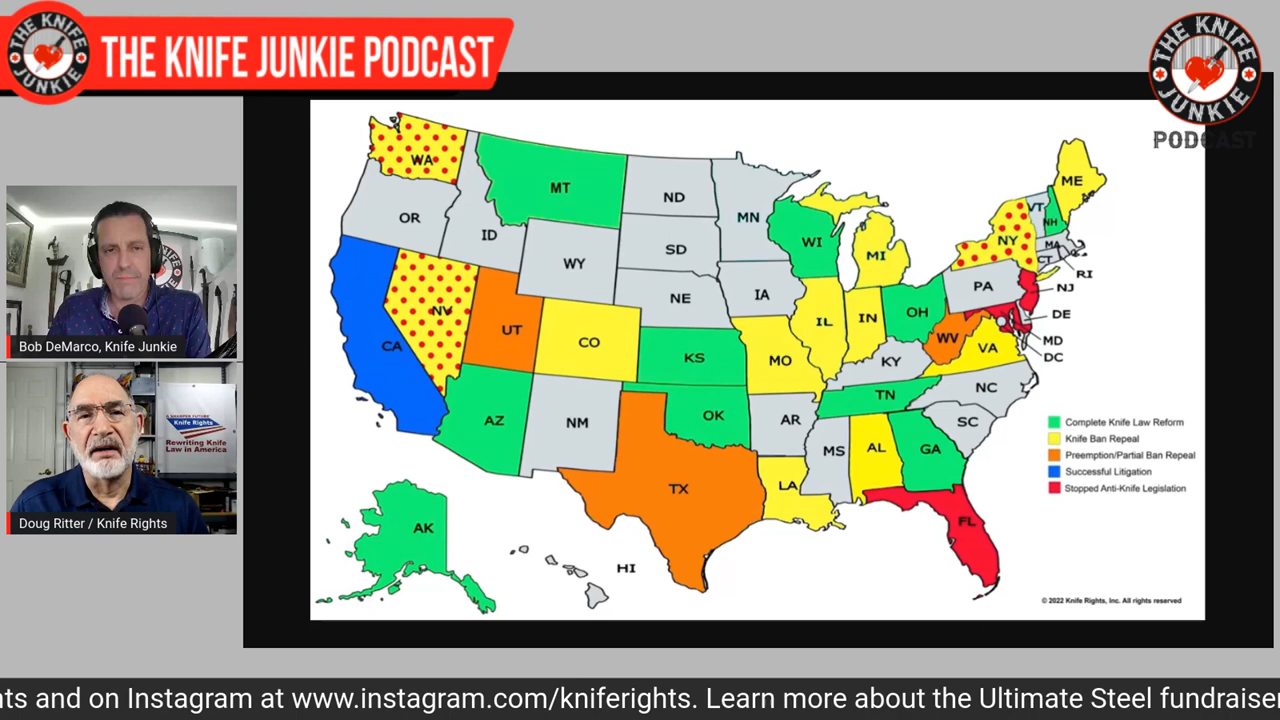 THE KNIFE JUNKIE
THE KNIFE JUNKIE PODCAST
THE KNIFE JUNKIE
PODCAST
Bob DeMarco, Knife Junkie
A SHARPER FUTURE
Knife Rights
Rewriting Knife
Law in America
Doug Ritter / Knife Rights
WA
MT
ND
MN
ME
OR
ID
SD
WI
VT
NH
WY
MI
NY
MA
CT
RI
NV
UT
NE
IA
PA
NJ
CA
CO
IL
IN
OH
DE
KS
MO
WV
VA
MD
KY
DC
AZ
NM
OK
AR
TN
NC
SC
TX
LA
MS
AL
GA
FL
AK
HI
Complete Knife Law Reform
Knife Ban Repeal
Preemption/Partial Ban Repeal
Successful Litigation
Stopped Anti-Knife Legislation
© 2022 Knife Rights, Inc. All rights reserved
nts and on Instagram at www.instagram.com/kniferights. Learn more about the Ultimate Steel fundraise